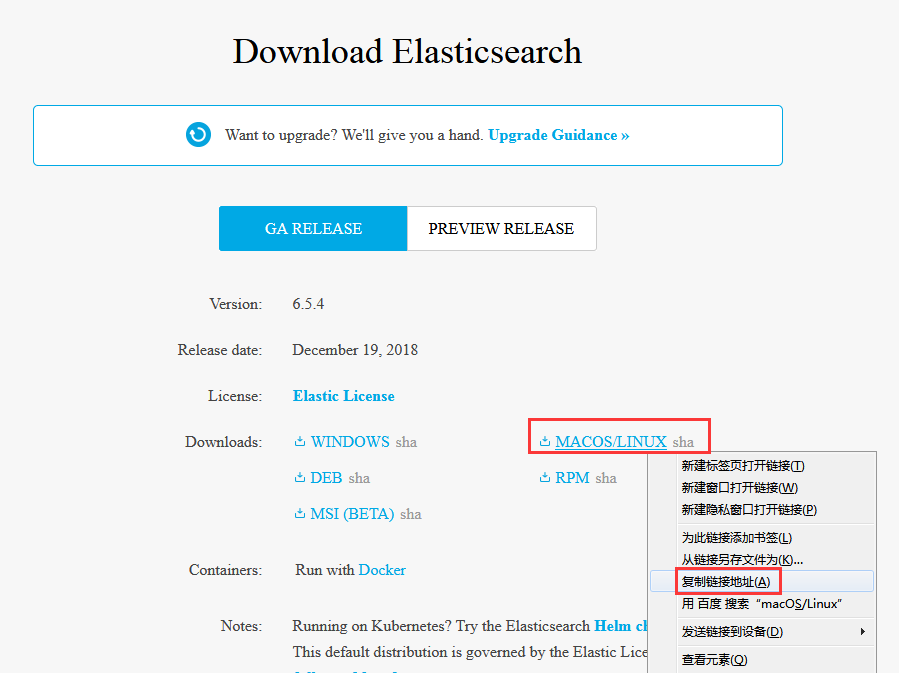 Download Elasticsearch
Want to upgrade? We'll give you a hand. Upgrade Guidance »
GA RELEASE PREVIEW RELEASE
Version: 6.5.4
Release date: December 19, 2018
License: Elastic License
Downloads: WINDOWS sha MACOS/LINUX sha
DEB sha RPM sha
MSI (BETA) sha
Containers: Run with Docker
Notes: Running on Kubernetes? Try the Elasticsearch Helm
This default distribution is governed by the Elastic
新建标签页打开链接(T)
新建窗口打开链接(W)
新建隐私窗口打开链接(P)
为此链接添加书签(L)
从链接另存文件为(K)...
复制链接地址(A)
用 百度 搜索 “macOS/Linux”
发送链接到设备(D)
查看元素(Q)